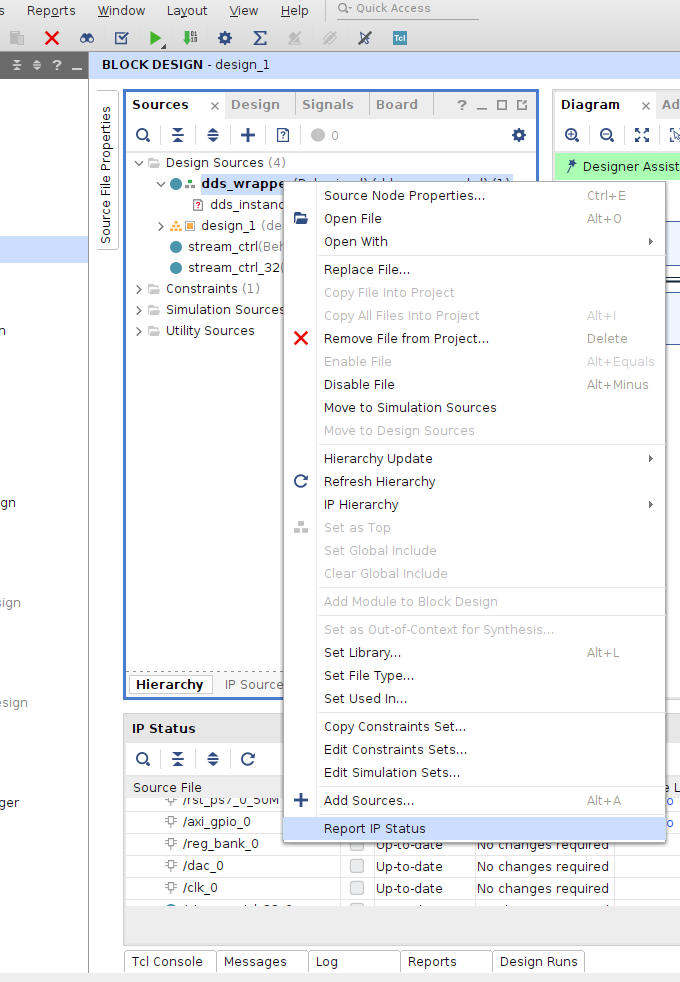 Reports Window Layout View Help Quick Access
BLOCK DESIGN - design_1
Source File Properties
Sources Design Signals Board ?
Diagram
0
Designer Assist
Design Sources (4)
dds_wrappe
dds_instanc
design_1 (de
stream_ctrl(Beh
stream_ctrl_32(
Constraints (1)
Simulation Sources
Utility Sources
Source Node Properties... Ctrl+E
Open File Alt+O
Open With
Replace File...
Copy File Into Project
Copy All Files Into Project Alt+I
Remove File from Project... Delete
Enable File Alt+Equals
Disable File Alt+Minus
Move to Simulation Sources
Move to Design Sources
Hierarchy Update
Refresh Hierarchy
IP Hierarchy
Set as Top
Set Global Include
Clear Global Include
Add Module to Block Design
Set as Out-of-Context for Synthesis...
Set Library... Alt+L
Set File Type...
Set Used In...
Copy Constraints Set...
Edit Constraints Sets...
Edit Simulation Sets...
Add Sources... Alt+A
Report IP Status
Hierarchy IP Source
IP Status
Source File
/rst_ps7_0_50M
/axi_gpio_0
/reg_bank_0 Up-to-date No changes required
/dac_0 Up-to-date No changes required
/clk_0 Up-to-date No changes required
Tcl Console Messages Log Reports Design Runs